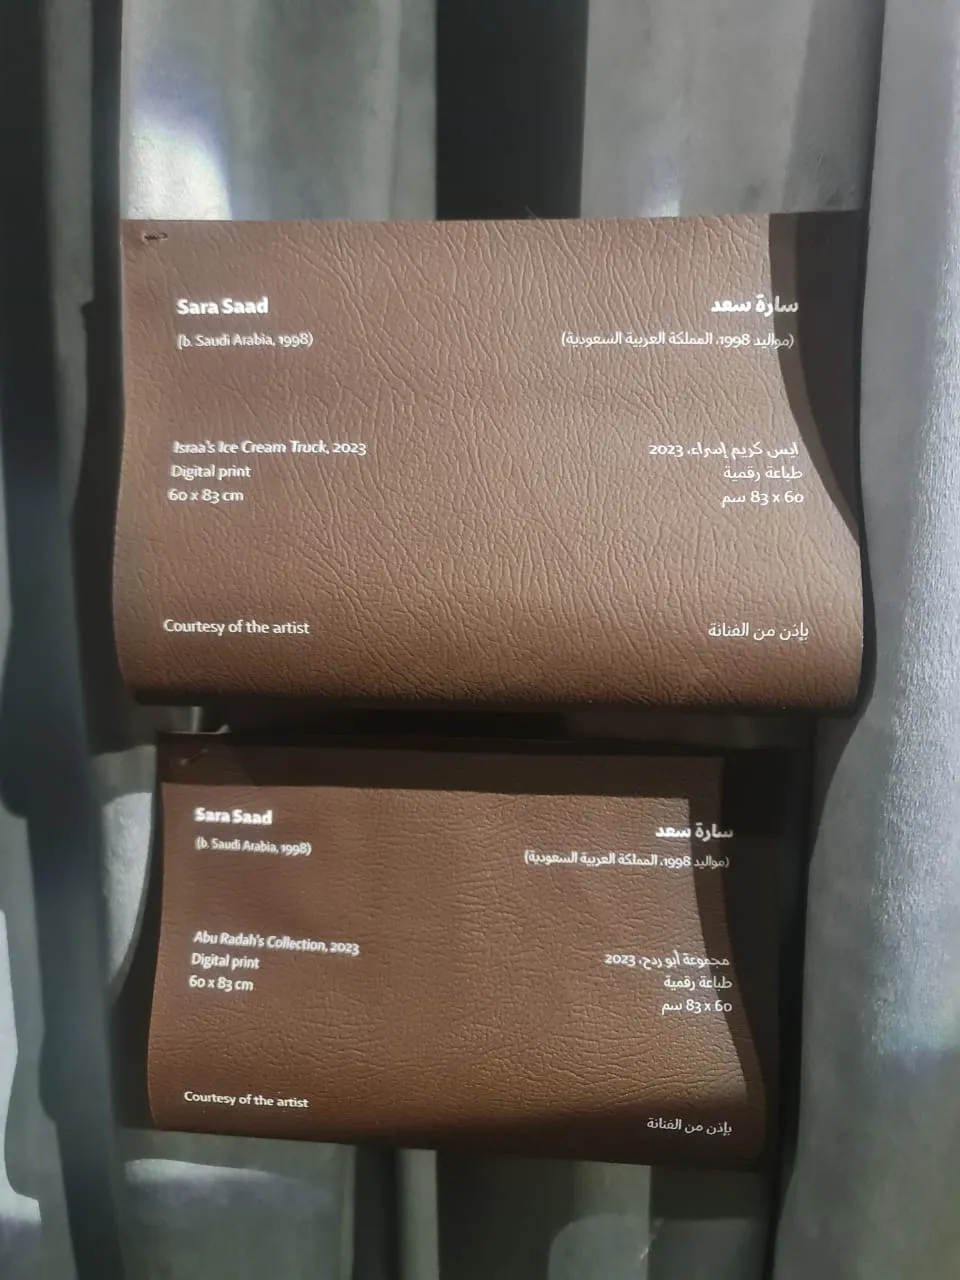 Sara Saad
(b. Saudi Arabia, 1998)
Israa's Ice Cream Truck, 2023
Digital print
60 x 83 cm
Courtesy of the artist
سارة سعد
(مواليد 1998، المملكة العربية السعودية)
ايس كريم إسراء، 2023
طباعة رقمية
60 x 83 سم
بإذن من الفنانة
Sara Saad
(b. Saudi Arabia, 1998)
Abu Radah's Collection, 2023
Digital print
60 x 83 cm
Courtesy of the artist
سارة سعد
(مواليد 1998، المملكة العربية السعودية)
مجموعة أبو ردح، 2023
طباعة رقمية
60 x 83 سم
بإذن من الفنانة